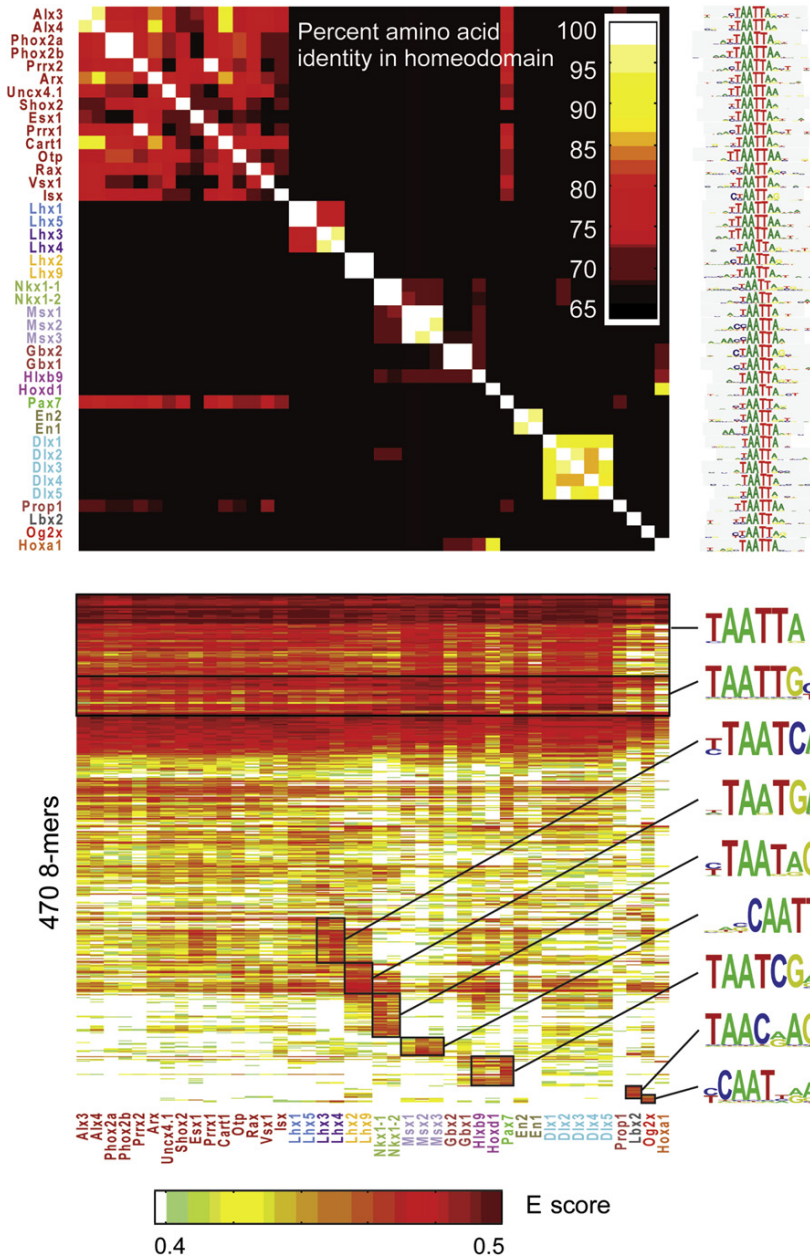 Alx3
Alx4
Phox2a
Phox2b
Prrx2
Arx
Uncx4.1
Shox2
Esx1
Prrx1
Cart1
Otp
Rax
Vsx1
Isx
Lhx1
Lhx5
Lhx3
Lhx4
Lhx2
Lhx9
Nkx1-1
Nkx1-2
Msx1
Msx2
Msx3
Gbx2
Gbx1
Hlxb9
Hoxd1
Pax7
En2
En1
Dlx1
Dlx2
Dlx3
Dlx4
Dlx5
Prop1
Lbx2
Og2x
Hoxa1
Percent amino acid
identity in homeodomain
100
95
90
85
80
75
70
65
470 8-mers
TAATTA
TAATTG
TAATCA
TAATGA
TAATAG
CAATT
TAATCGA
TAACAAG
CAAT
Alx3
Alx4
Phox2a
Phox2b
Prrx2
Arx
Uncx4.1
Shox2
Esx1
Prrx1
Cart1
Otp
Rax
Vsx1
Isx
Lhx1
Lhx5
Lhx3
Lhx4
Lhx2
Lhx9
Nkx1-1
Nkx1-2
Msx1
Msx2
Msx3
Gbx2
Gbx1
Hlxb9
Hoxd1
Pax7
En2
En1
Dlx1
Dlx2
Dlx3
Dlx4
Dlx5
Prop1
Lbx2
Og2x
Hoxa1
E score
0.4
0.5